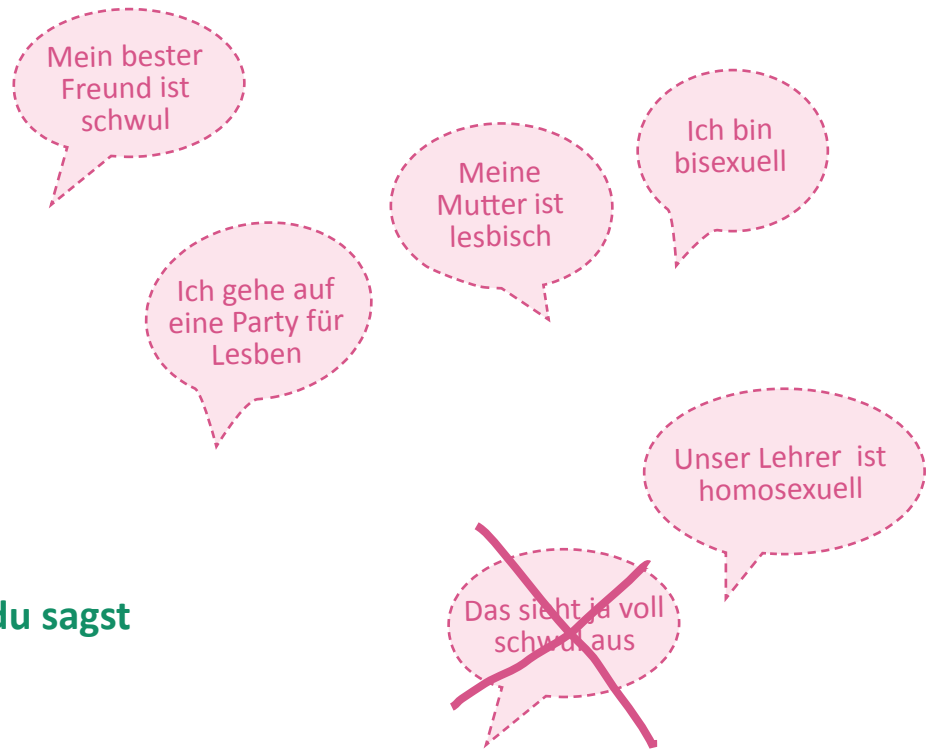 Mein bester
Freund ist
schwul
Ich bin
bisexuell
Meine
Mutter ist
lesbisch
Ich gehe auf
eine Party für
Lesben
Unser Lehrer ist
homosexuell
Das sieht ja voll
schwul aus
du sagst